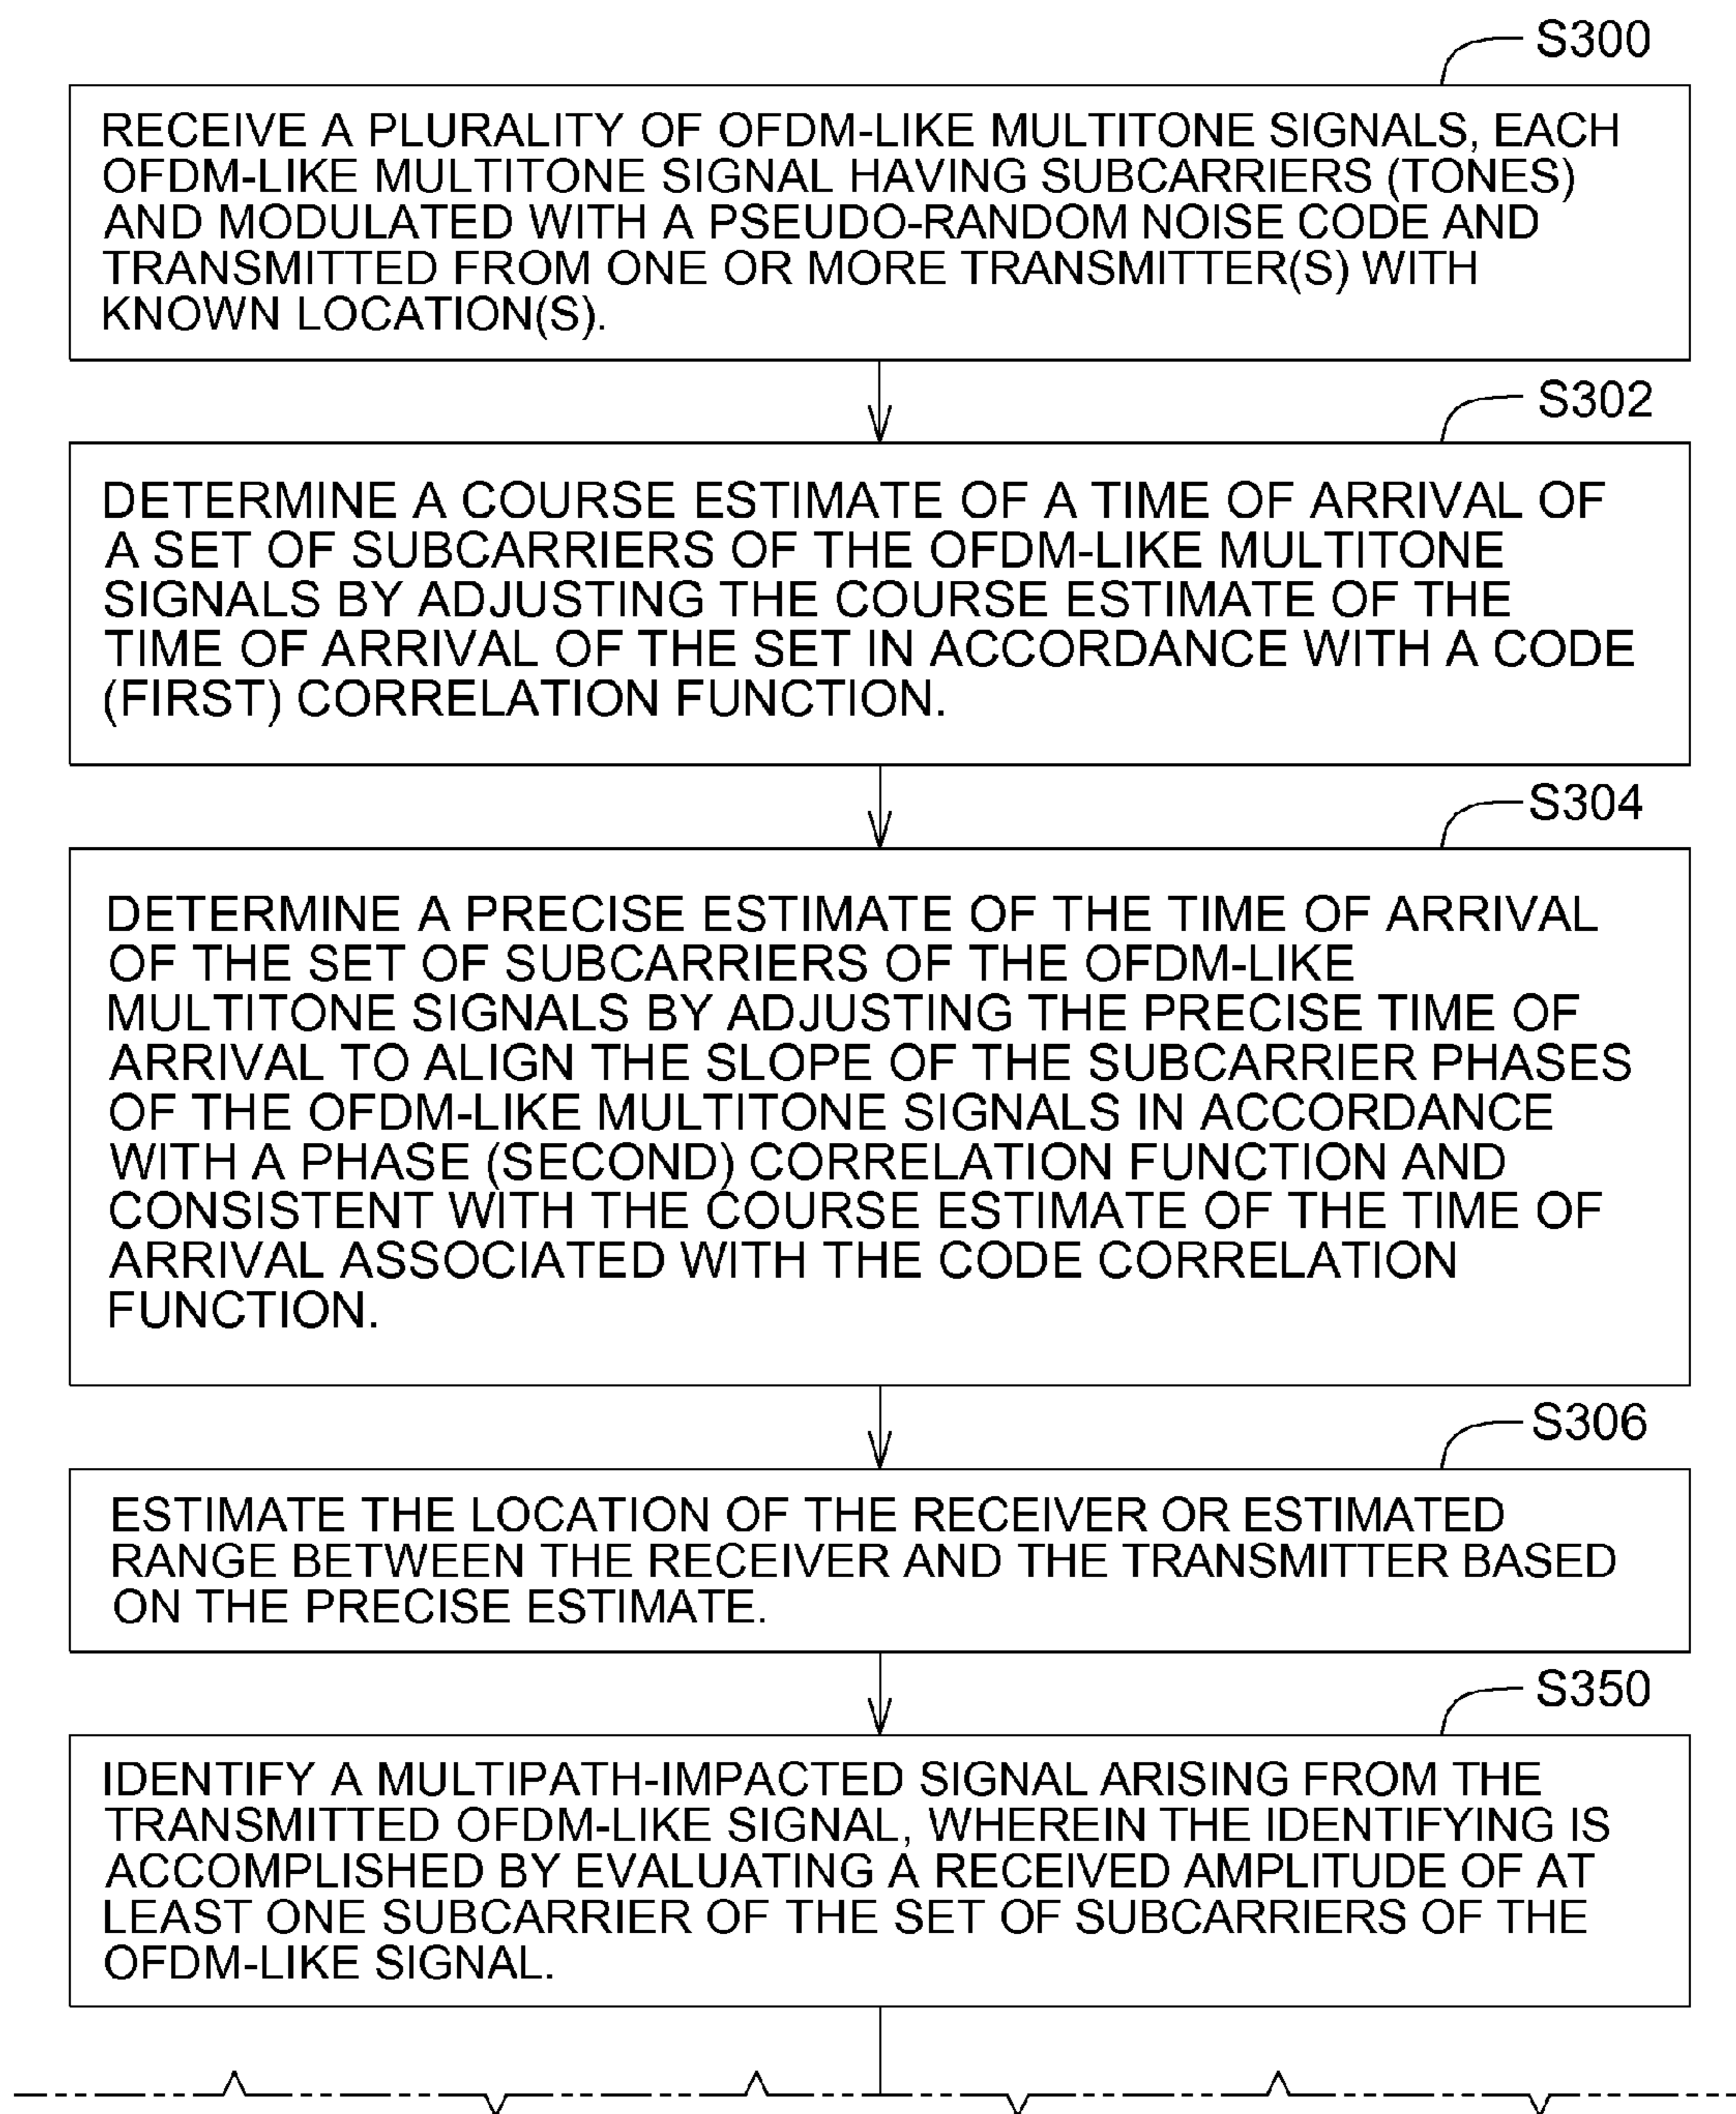 S300
RECEIVE A PLURALITY OF OFDM-LIKE MULTITONE SIGNALS, EACH
OFDM-LIKE MULTITONE SIGNAL HAVING SUBCARRIERS (TONES)
AND MODULATED WITH A PSEUDO-RANDOM NOISE CODE AND
TRANSMITTED FROM ONE OR MORE TRANSMITTER(S) WITH
KNOWN LOCATION(S).
S302
DETERMINE A COURSE ESTIMATE OF A TIME OF ARRIVAL OF
A SET OF SUBCARRIERS OF THE OFDM-LIKE MULTITONE
SIGNALS BY ADJUSTING THE COURSE ESTIMATE OF THE
TIME OF ARRIVAL OF THE SET IN ACCORDANCE WITH A CODE
(FIRST) CORRELATION FUNCTION.
S304
DETERMINE A PRECISE ESTIMATE OF THE TIME OF ARRIVAL
OF THE SET OF SUBCARRIERS OF THE OFDM-LIKE
MULTITONE SIGNALS BY ADJUSTING THE PRECISE TIME OF
ARRIVAL TO ALIGN THE SLOPE OF THE SUBCARRIER PHASES
OF THE OFDM-LIKE MULTITONE SIGNALS IN ACCORDANCE
WITH A PHASE (SECOND) CORRELATION FUNCTION AND
CONSISTENT WITH THE COURSE ESTIMATE OF THE TIME OF
ARRIVAL ASSOCIATED WITH THE CODE CORRELATION
FUNCTION.
S306
ESTIMATE THE LOCATION OF THE RECEIVER OR ESTIMATED
RANGE BETWEEN THE RECEIVER AND THE TRANSMITTER BASED
ON THE PRECISE ESTIMATE.
S350
IDENTIFY A MULTIPATH-IMPACTED SIGNAL ARISING FROM THE
TRANSMITTED OFDM-LIKE SIGNAL, WHEREIN THE IDENTIFYING IS
ACCOMPLISHED BY EVALUATING A RECEIVED AMPLITUDE OF AT
LEAST ONE SUBCARRIER OF THE SET OF SUBCARRIERS OF THE
OFDM-LIKE SIGNAL.